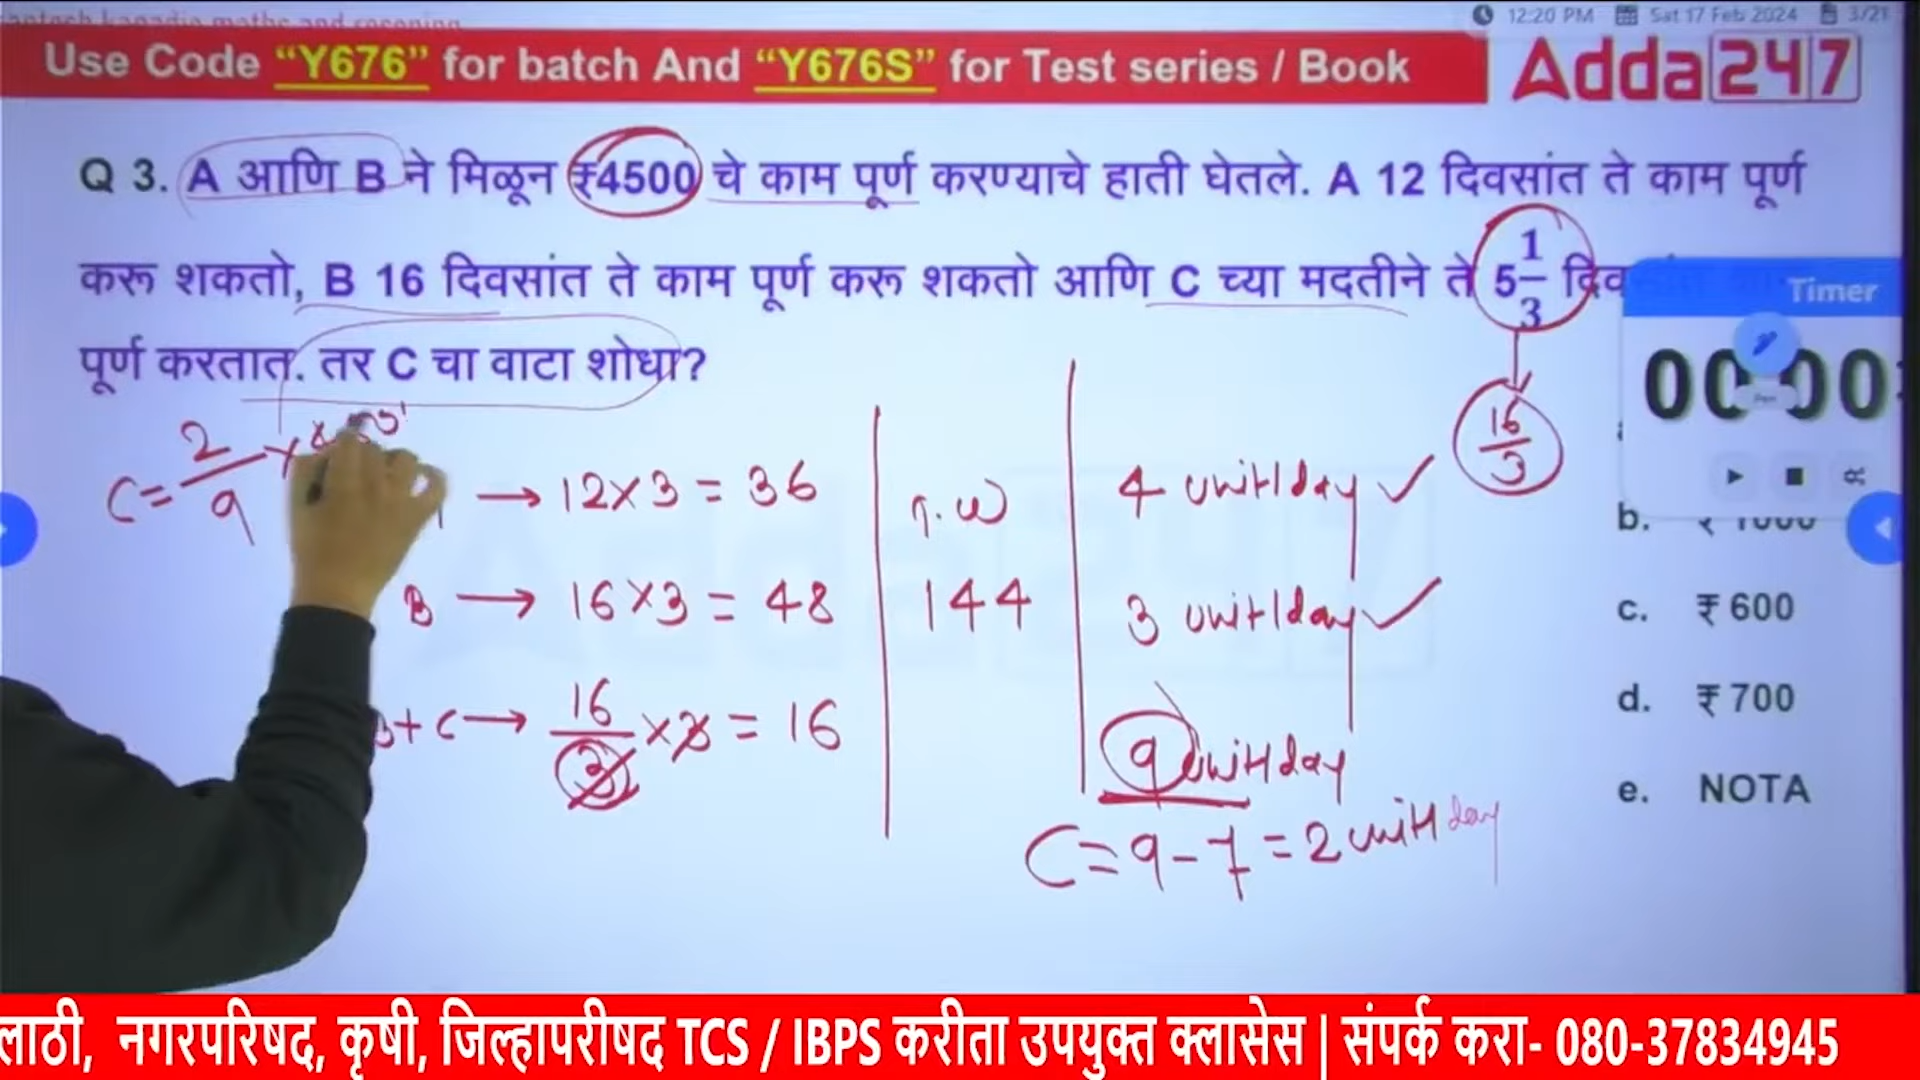 12:20 PM Sat 17 Feb 2024 3/21
Use Code “Y676” for batch And “Y676S” for Test series / Book
Adda247
Q 3. A आणि B ने मिळून ₹4500 चे काम पूर्ण करण्याचे हाती घेतले. A 12 दिवसांत ते काम पूर्ण
करू शकतो, B 16 दिवसांत ते काम पूर्ण करू शकतो आणि C च्या मदतीने ते 5 1/3
पूर्ण करतात. तर C चा वाटा शोधा?
Timer
16/3
C = 2/9 ×
→ 12×3 = 36
T.W
4 unit/day ✓
b. ₹ 1000
B → 16×3 = 48
144
3 unit/day ✓
c. ₹ 600
B+C → 16/3 ×3 = 16
9 unit/day
d. ₹ 700
e. NOTA
C = 9 - 7 = 2 unit/day
लाठी, नगरपरिषद, कृषी, जिल्हापरीषद TCS / IBPS करीता उपयुक्त क्लासेस | संपर्क करा- 080-37834945